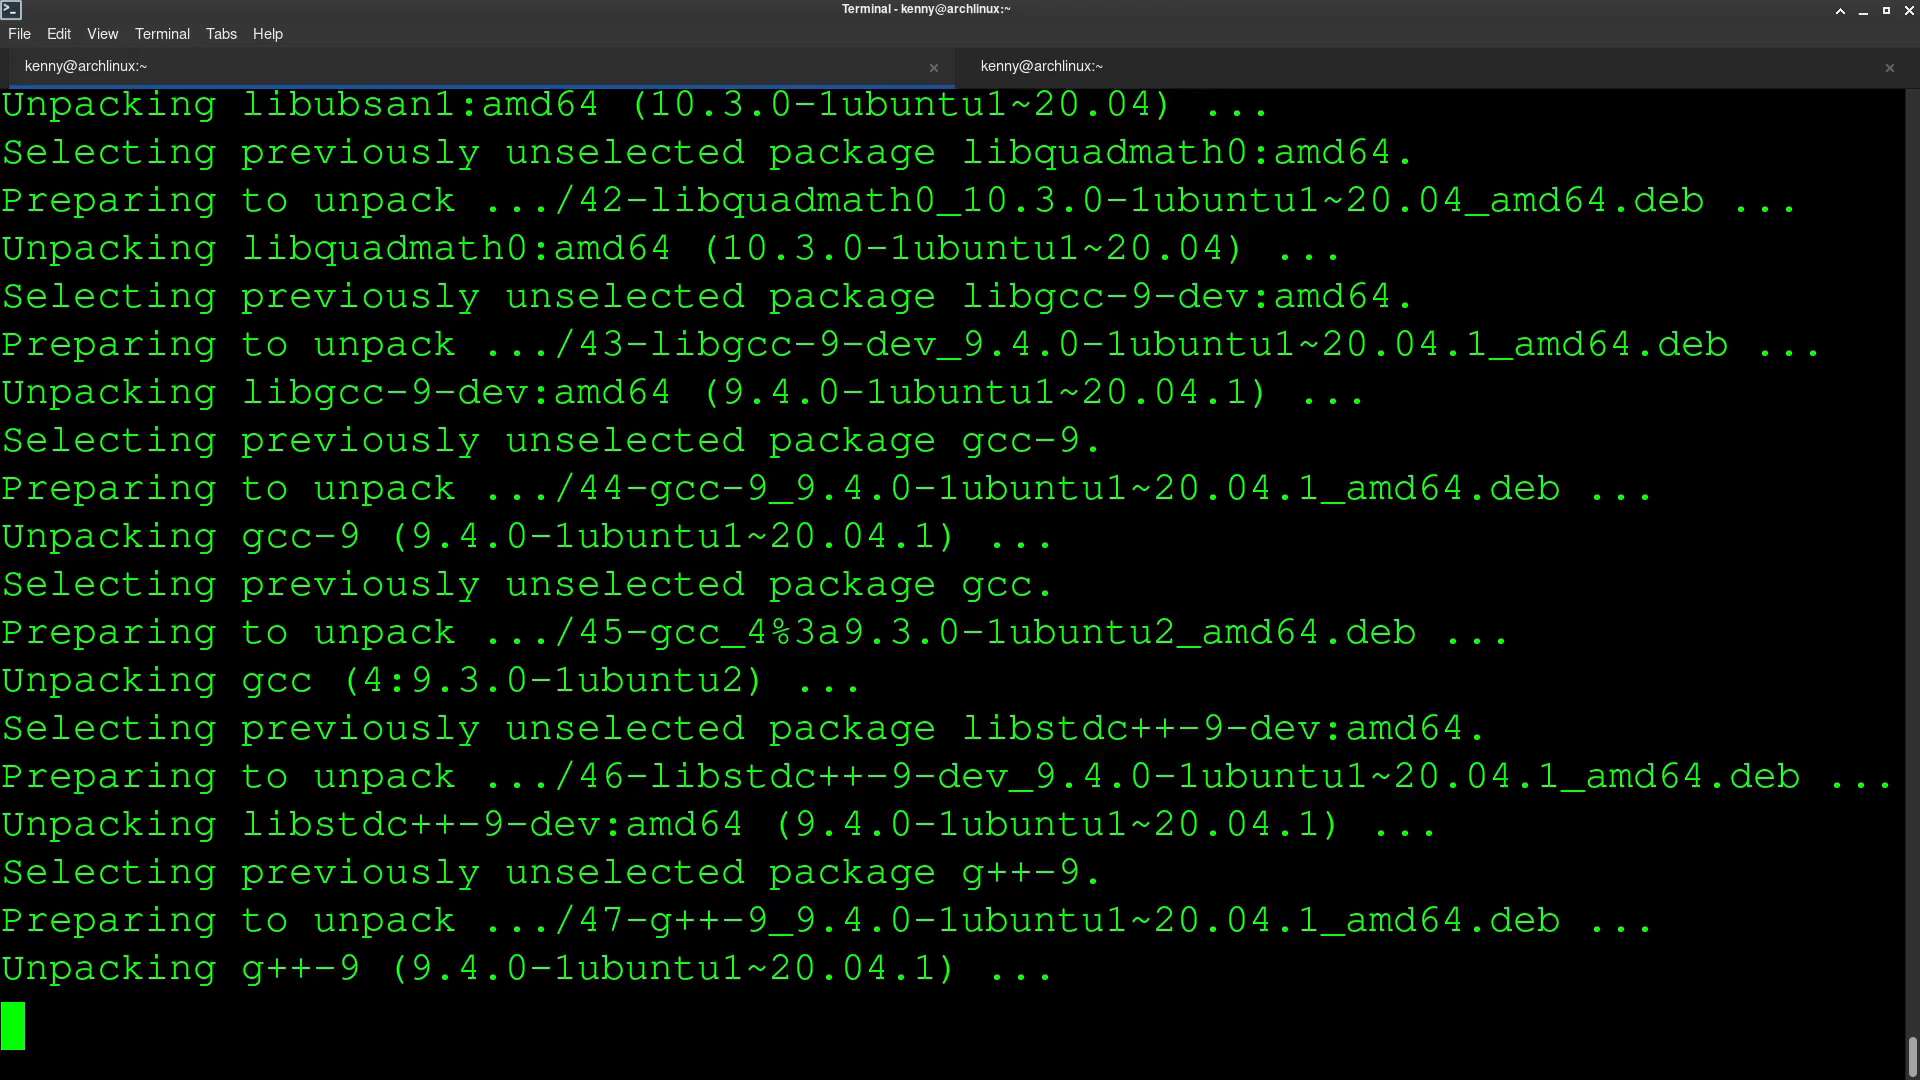 Terminal - kenny@archlinux:~
File Edit View Terminal Tabs Help
kenny@archlinux:~ kenny@archlinux:~
Unpacking libubsan1:amd64 (10.3.0-1ubuntu1~20.04) ...
Selecting previously unselected package libquadmath0:amd64.
Preparing to unpack .../42-libquadmath0_10.3.0-1ubuntu1~20.04_amd64.deb ...
Unpacking libquadmath0:amd64 (10.3.0-1ubuntu1~20.04) ...
Selecting previously unselected package libgcc-9-dev:amd64.
Preparing to unpack .../43-libgcc-9-dev_9.4.0-1ubuntu1~20.04.1_amd64.deb ...
Unpacking libgcc-9-dev:amd64 (9.4.0-1ubuntu1~20.04.1) ...
Selecting previously unselected package gcc-9.
Preparing to unpack .../44-gcc-9_9.4.0-1ubuntu1~20.04.1_amd64.deb ...
Unpacking gcc-9 (9.4.0-1ubuntu1~20.04.1) ...
Selecting previously unselected package gcc.
Preparing to unpack .../45-gcc_4%3a9.3.0-1ubuntu2_amd64.deb ...
Unpacking gcc (4:9.3.0-1ubuntu2) ...
Selecting previously unselected package libstdc++-9-dev:amd64.
Preparing to unpack .../46-libstdc++-9-dev_9.4.0-1ubuntu1~20.04.1_amd64.deb ...
Unpacking libstdc++-9-dev:amd64 (9.4.0-1ubuntu1~20.04.1) ...
Selecting previously unselected package g++-9.
Preparing to unpack .../47-g++-9_9.4.0-1ubuntu1~20.04.1_amd64.deb ...
Unpacking g++-9 (9.4.0-1ubuntu1~20.04.1) ...